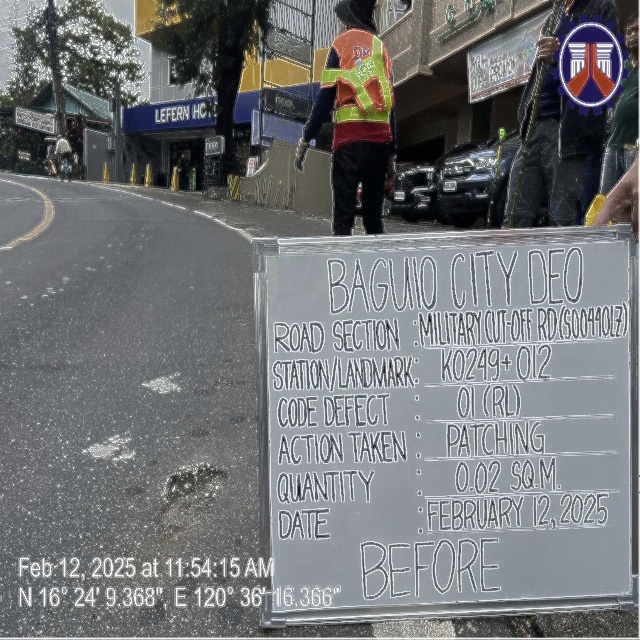 LEFERN HO
BAGUIO CITY DEO
ROAD SECTION : MILITARY CUT-OFF RD (S00440LZ)
STATION/LANDMARK: K0249+012
CODE DEFECT : 01 (RL)
ACTION TAKEN : PATCHING
QUANTITY : 0.02 SQ.M.
DATE : FEBRUARY 12, 2025
BEFORE
Feb 12, 2025 at 11:54:15 AM
N 16° 24' 9.368", E 120° 36' 16.366"